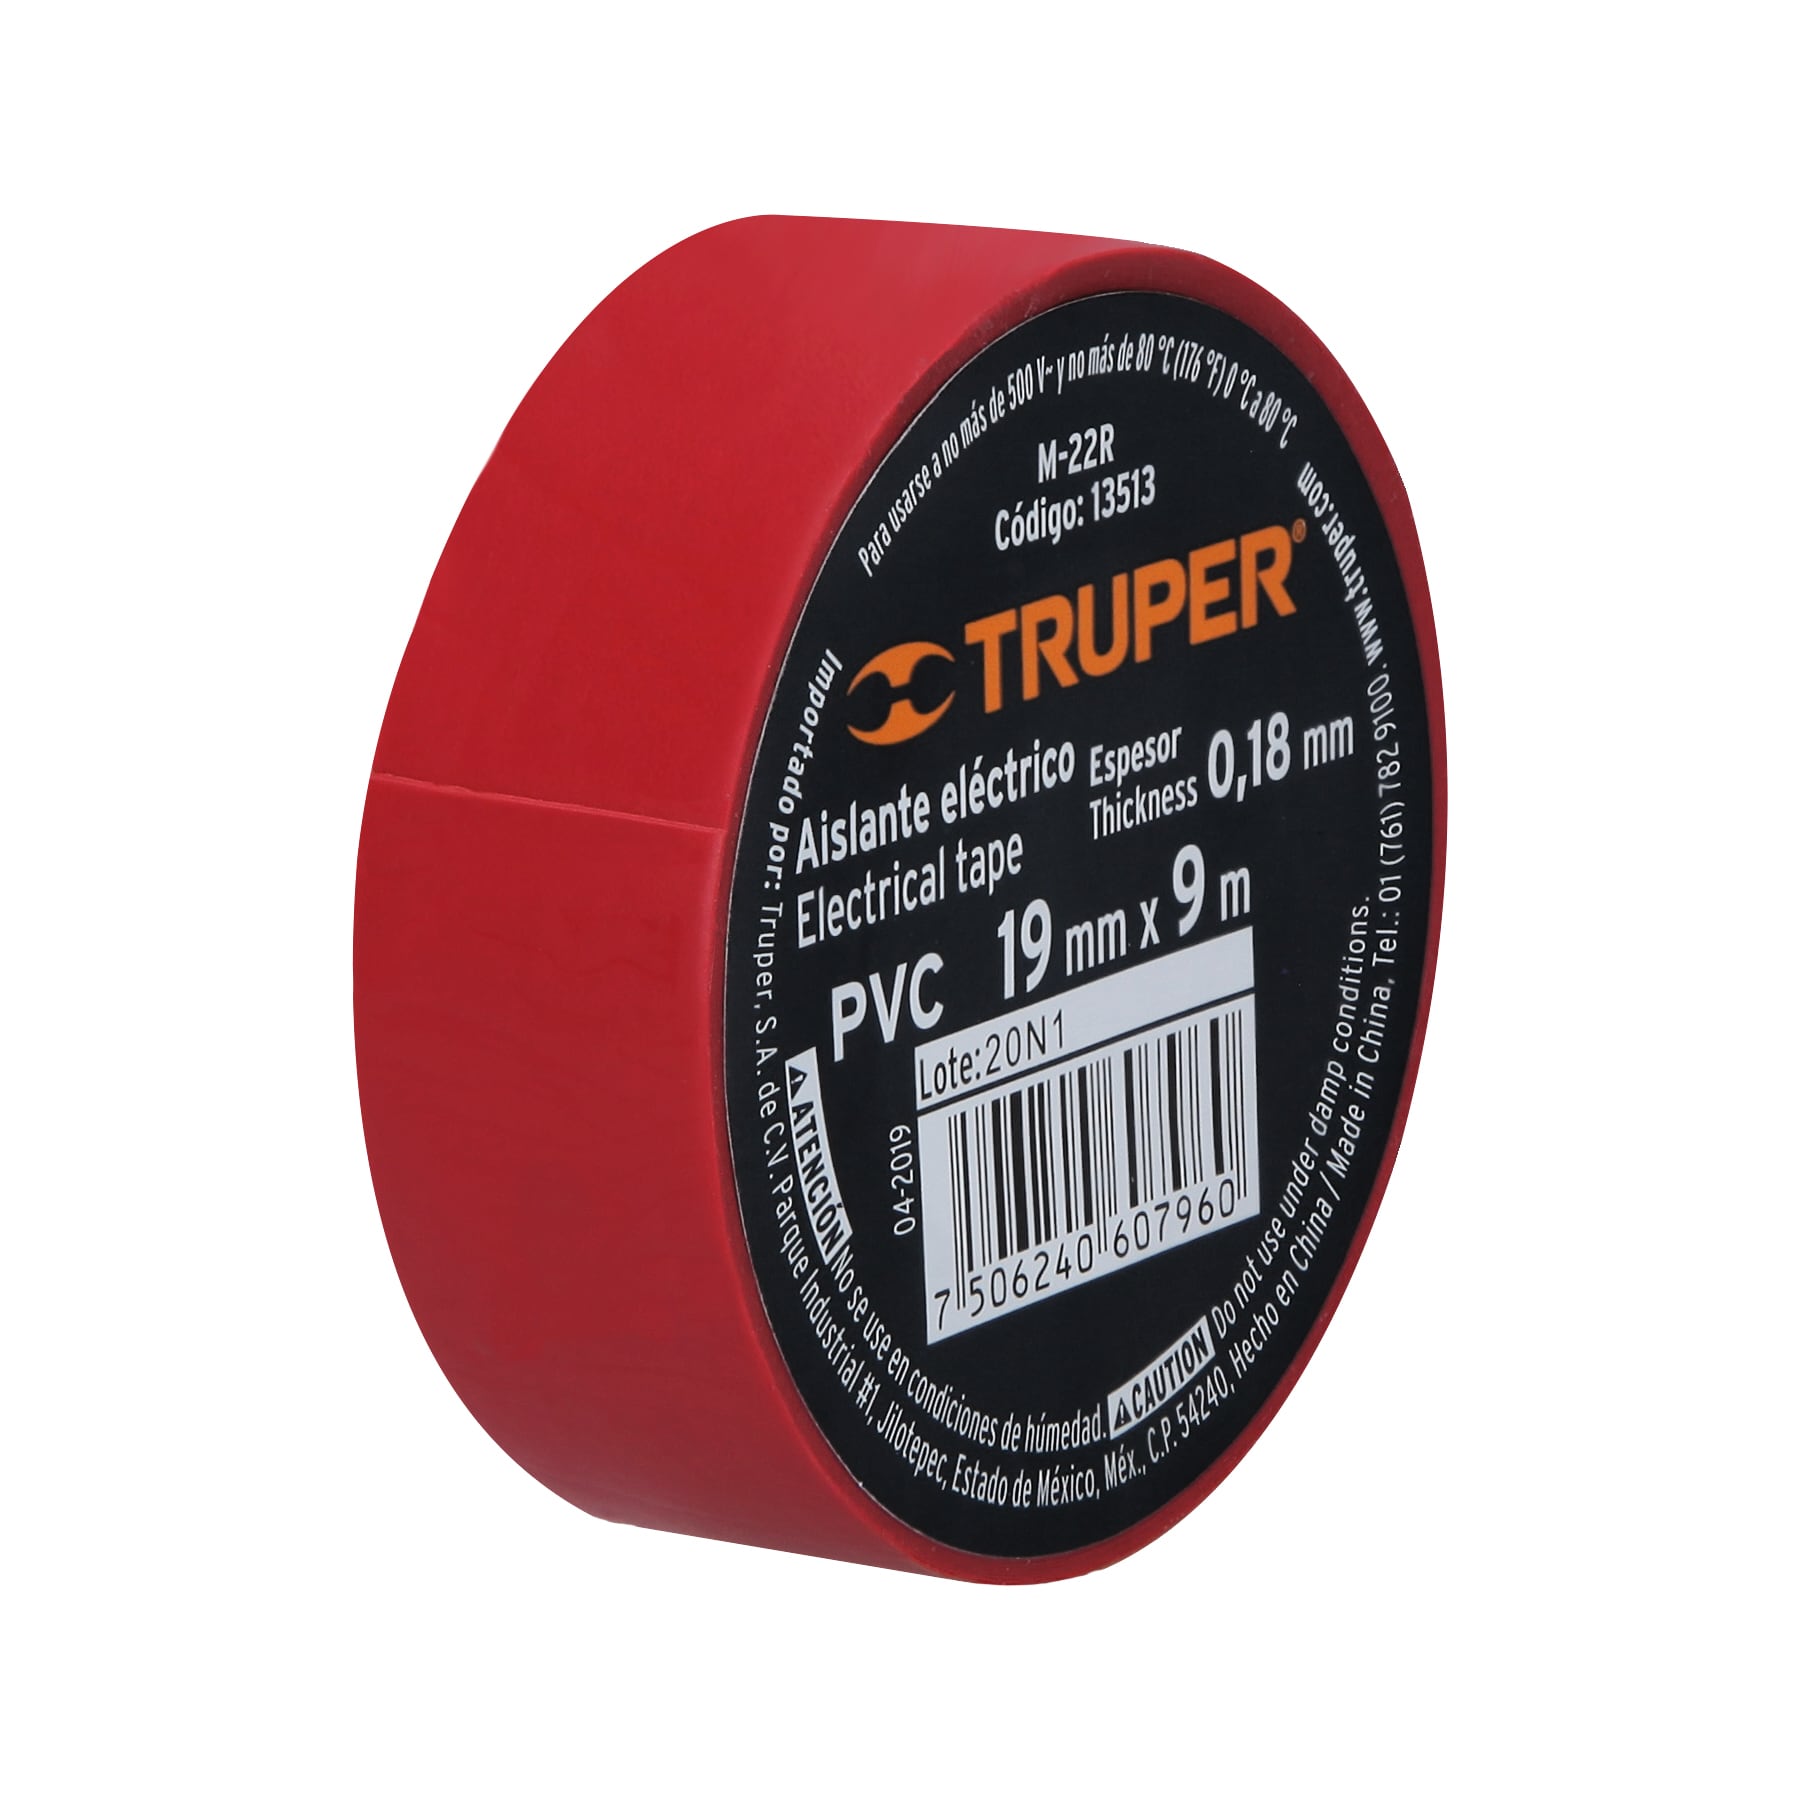 Para usarse a no más de 500 V~ y no más de 80 °C (176 °F) 0 °C a 80 °C
M-22R
Código: 13513
TRUPER®
Aislante eléctrico
Electrical tape
Espesor
Thickness
0,18 mm
PVC
19 mm x 9 m
Lote:20N1
04-2019
7 506240 607960
ATENCIÓN No se use en condiciones de húmedad.
CAUTION Do not use under damp conditions.
Importado por: Truper, S.A. de C.V. Parque Industrial #1, Jilotepec, Estado de México, Méx., C.P. 54240, Hecho en China / Made in China, Tel.: 01 (761) 782 9100. www.truper.com